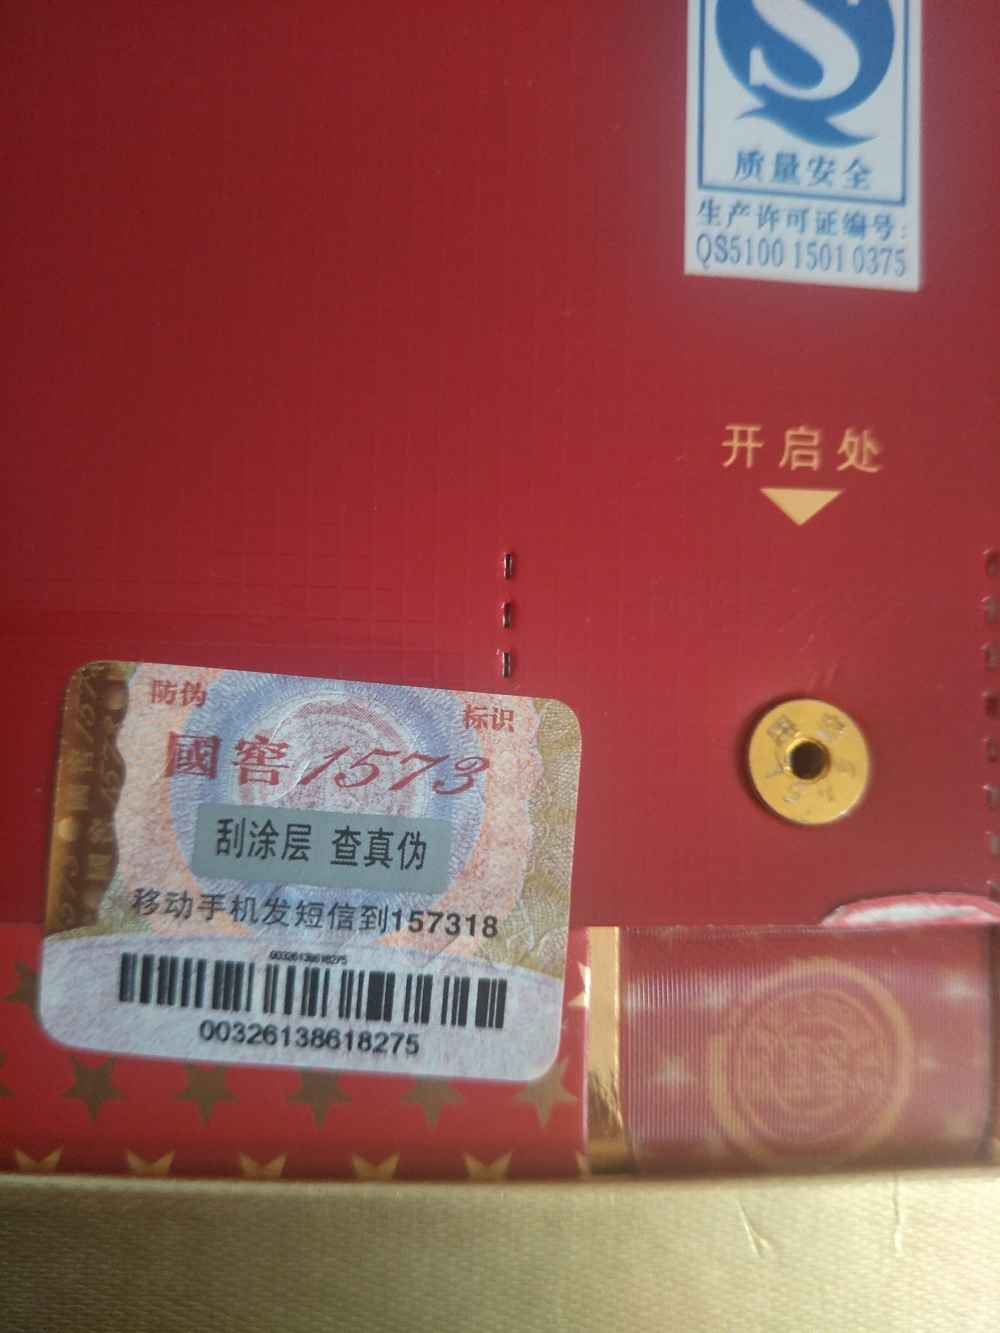 S
质量安全
生产许可证编号:
QS5100 1501 0375
开启处
防伪
标识
國窖1573
刮涂层 查真伪
移动手机发短信到157318
00326138618275
00326138618275